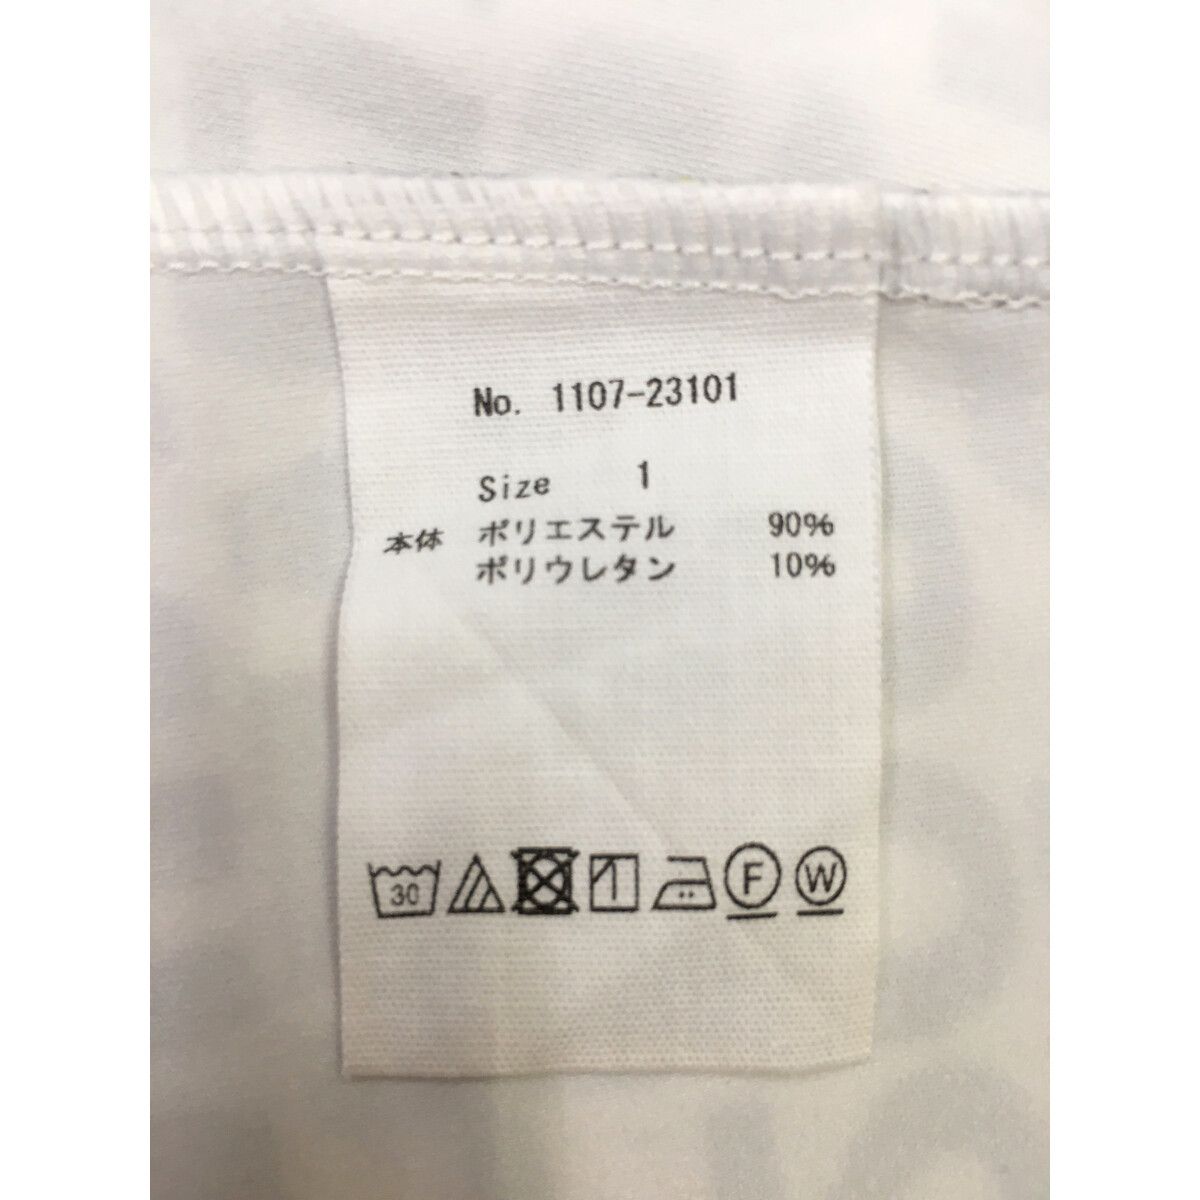 No. 1107-23101
Size 1
本体 ポリエステル 90%
ポリウレタン 10%
30 F W